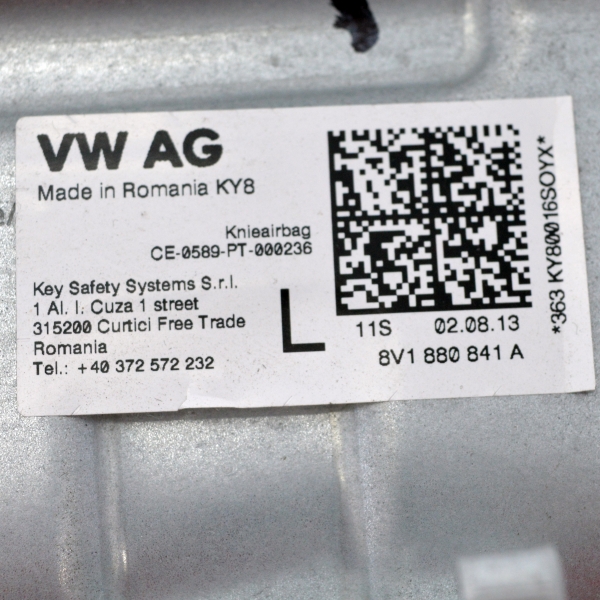 VW AG
Made in Romania KY8
Knieairbag
CE-0589-PT-000236
Key Safety Systems S.r.l.
1 Al. I. Cuza 1 street
315200 Curtici Free Trade
Romania
Tel.: +40 372 572 232
L
11S 02.08.13
8V1 880 841 A
*363 KY80016SOYX*